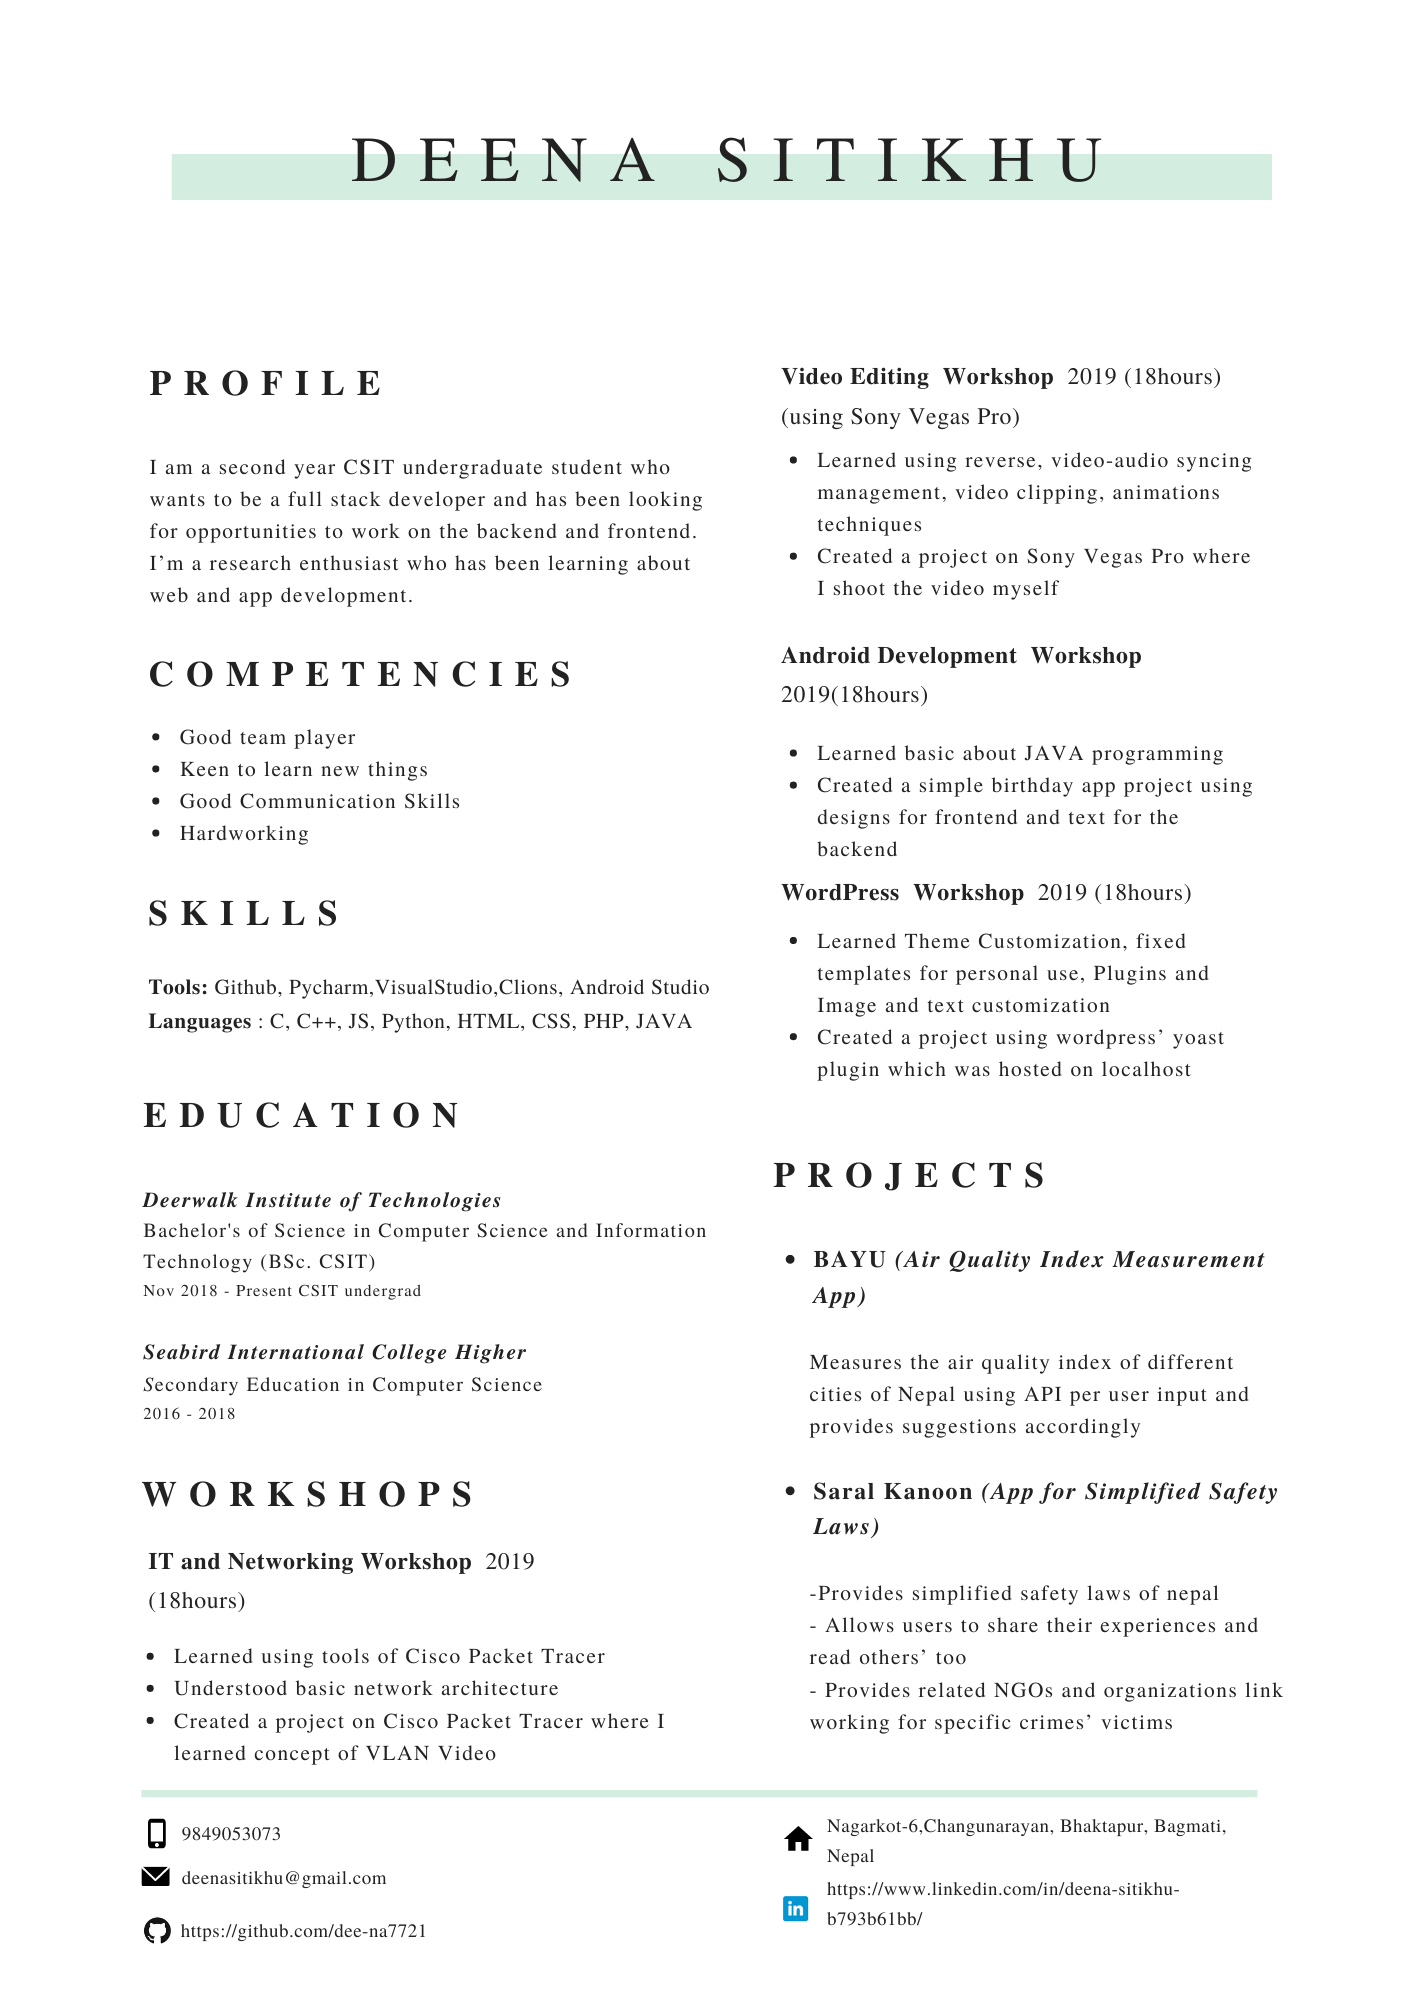 DEENA SITIKHU
PROFILE
I am a second year CSIT undergraduate student who
wants to be a full stack developer and has been looking
for opportunities to work on the backend and frontend.
I’m a research enthusiast who has been learning about
web and app development.
COMPETENCIES
• Good team player
• Keen to learn new things
• Good Communication Skills
• Hardworking
SKILLS
Tools: Github, Pycharm,VisualStudio,Clions, Android Studio
Languages : C, C++, JS, Python, HTML, CSS, PHP, JAVA
EDUCATION
Deerwalk Institute of Technologies
Bachelor's of Science in Computer Science and Information
Technology (BSc. CSIT)
Nov 2018 - Present CSIT undergrad
Seabird International College Higher
Secondary Education in Computer Science
2016 - 2018
WORKSHOPS
IT and Networking Workshop 2019
(18hours)
• Learned using tools of Cisco Packet Tracer
• Understood basic network architecture
• Created a project on Cisco Packet Tracer where I
learned concept of VLAN Video
Video Editing Workshop 2019 (18hours)
(using Sony Vegas Pro)
• Learned using reverse, video-audio syncing
management, video clipping, animations
techniques
• Created a project on Sony Vegas Pro where
I shoot the video myself
Android Development Workshop
2019(18hours)
• Learned basic about JAVA programming
• Created a simple birthday app project using
designs for frontend and text for the
backend
WordPress Workshop 2019 (18hours)
• Learned Theme Customization, fixed
templates for personal use, Plugins and
Image and text customization
• Created a project using wordpress’ yoast
plugin which was hosted on localhost
PROJECTS
• BAYU (Air Quality Index Measurement
App)
Measures the air quality index of different
cities of Nepal using API per user input and
provides suggestions accordingly
• Saral Kanoon (App for Simplified Safety
Laws)
-Provides simplified safety laws of nepal
- Allows users to share their experiences and
read others’ too
- Provides related NGOs and organizations link
working for specific crimes’ victims
9849053073
deenasitikhu@gmail.com
https://github.com/dee-na7721
Nagarkot-6,Changunarayan, Bhaktapur, Bagmati,
Nepal
https://www.linkedin.com/in/deena-sitikhu-
b793b61bb/